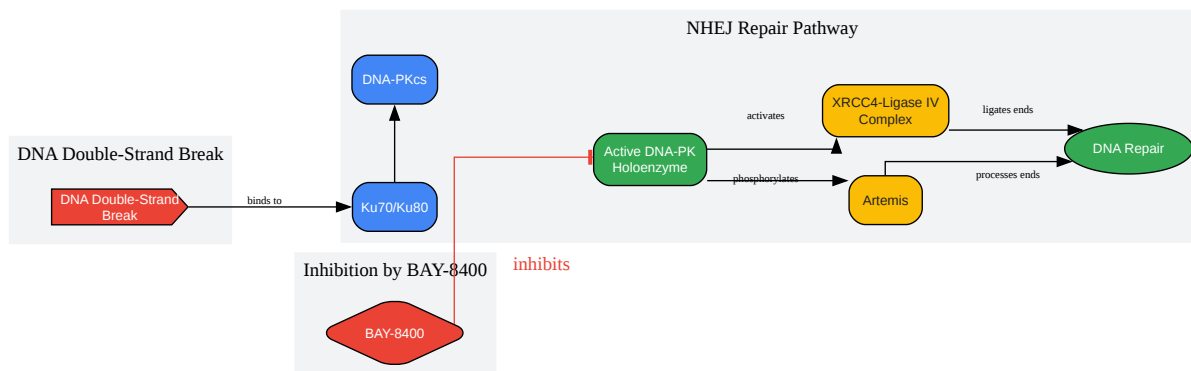 NHEJ Repair Pathway
DNA-PKcs
XRCC4-Ligase IV
Complex
ligates ends
activates
DNA Double-Strand Break
Active DNA-PK
Holoenzyme
DNA Repair
phosphorylates
processes ends
DNA Double-Strand
Break
binds to
Ku70/Ku80
Artemis
Inhibition by BAY-8400
inhibits
BAY-8400